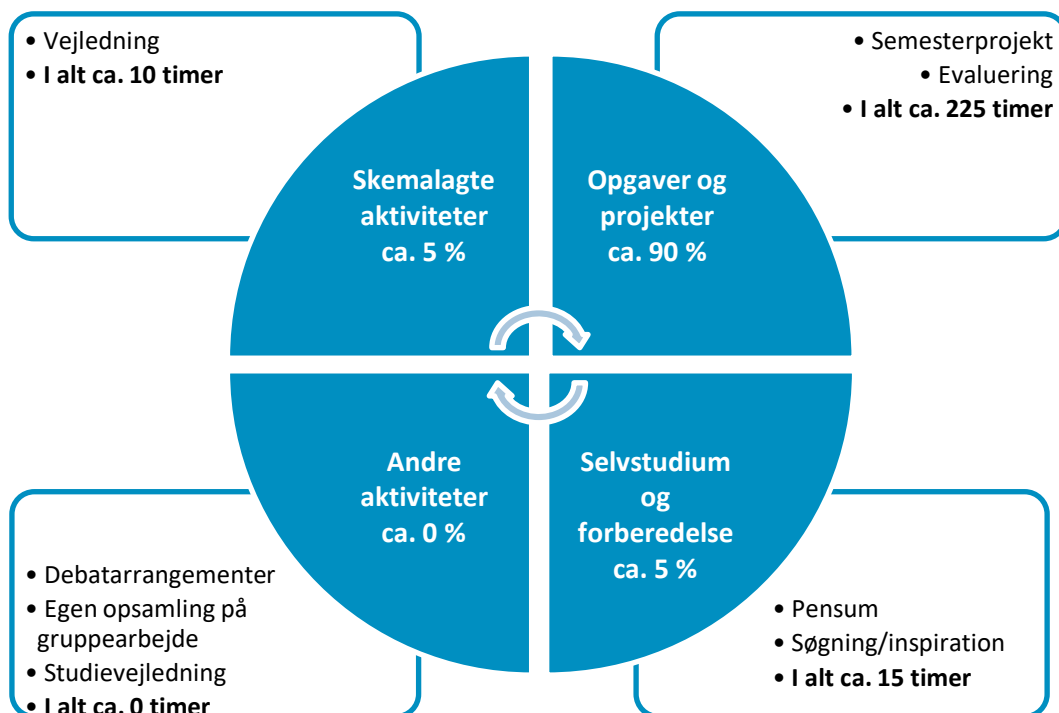 • Vejledning
• I alt ca. 10 timer
• Semesterprojekt
• Evaluering
• I alt ca. 225 timer
Skemalagte
aktiviteter
ca. 5 %
Opgaver og
projekter
ca. 90 %
Andre
aktiviteter
ca. 0 %
Selvstudium
og
forberedelse
ca. 5 %
• Debatarrangementer
• Egen opsamling på
gruppearbejde
• Studievejledning
• I alt ca. 0 timer
• Pensum
• Søgning/inspiration
• I alt ca. 15 timer